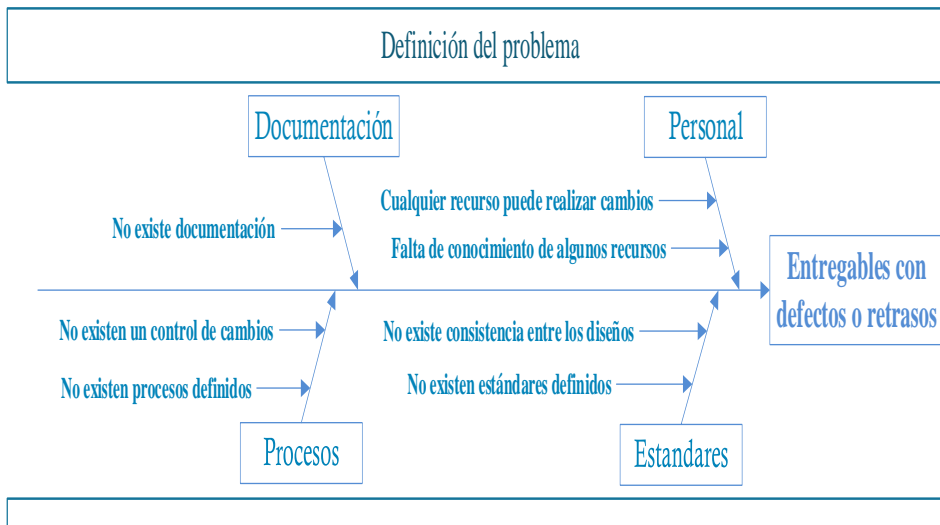 Definición del problema
Documentación
Personal
Cualquier recurso puede realizar cambios
No existe documentación
Falta de conocimiento de algunos recursos
Entregables con
defectos o retrasos
No existen un control de cambios
No existe consistencia entre los diseños
No existen procesos definidos
No existen estándares definidos
Procesos
Estandares